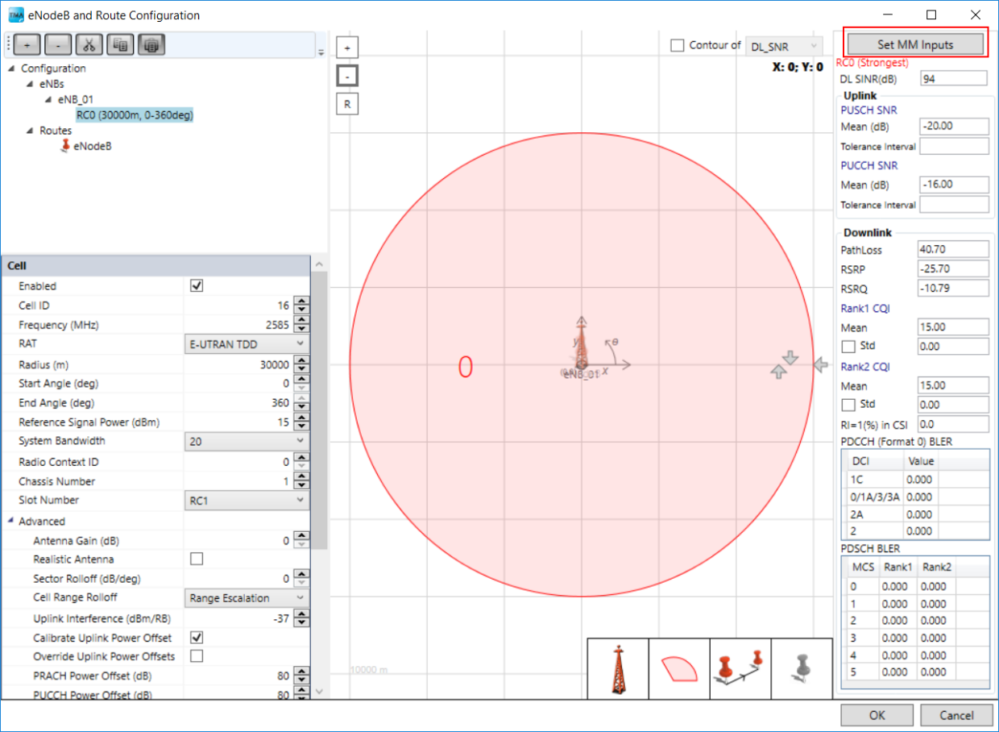 TMA eNodeB and Route Configuration
+ -
Configuration
eNBs
eNB_01
RC0 (30000m, 0-360deg)
Routes
eNodeB
Cell
Enabled
Cell ID 16
Frequency (MHz) 2585
RAT E-UTRAN TDD
Radius (m) 30000
Start Angle (deg) 0
End Angle (deg) 360
Reference Signal Power (dBm) 15
System Bandwidth 20
Radio Context ID 0
Chassis Number 1
Slot Number RC1
Advanced
Antenna Gain (dB) 0
Realistic Antenna
Sector Rolloff (dB/deg) 0
Cell Range Rolloff Range Escalation
Uplink Interference (dBm/RB) -37
Calibrate Uplink Power Offset
Override Uplink Power Offsets
PRACH Power Offset (dB) 80
PUCCH Power Offset (dB) 80
+
-
R
Contour of DL_SNR
X: 0; Y: 0
0
y
θ
x
eNB_01
10000 m
Set MM Inputs
RC0 (Strongest)
DL SINR(dB) 94
Uplink
PUSCH SNR
Mean (dB) -20.00
Tolerance Interval
PUCCH SNR
Mean (dB) -16.00
Tolerance Interval
Downlink
PathLoss 40.70
RSRP -25.70
RSRQ -10.79
Rank1 CQI
Mean 15.00
Std 0.00
Rank2 CQI
Mean 15.00
Std 0.00
RI=1(%) in CSI 0.0
PDCCH (Format 0) BLER
DCI Value
1C 0.000
0/1A/3/3A 0.000
2A 0.000
2 0.000
PDSCH BLER
MCS Rank1 Rank2
0 0.000 0.000
1 0.000 0.000
2 0.000 0.000
3 0.000 0.000
4 0.000 0.000
5 0.000 0.000
OK Cancel